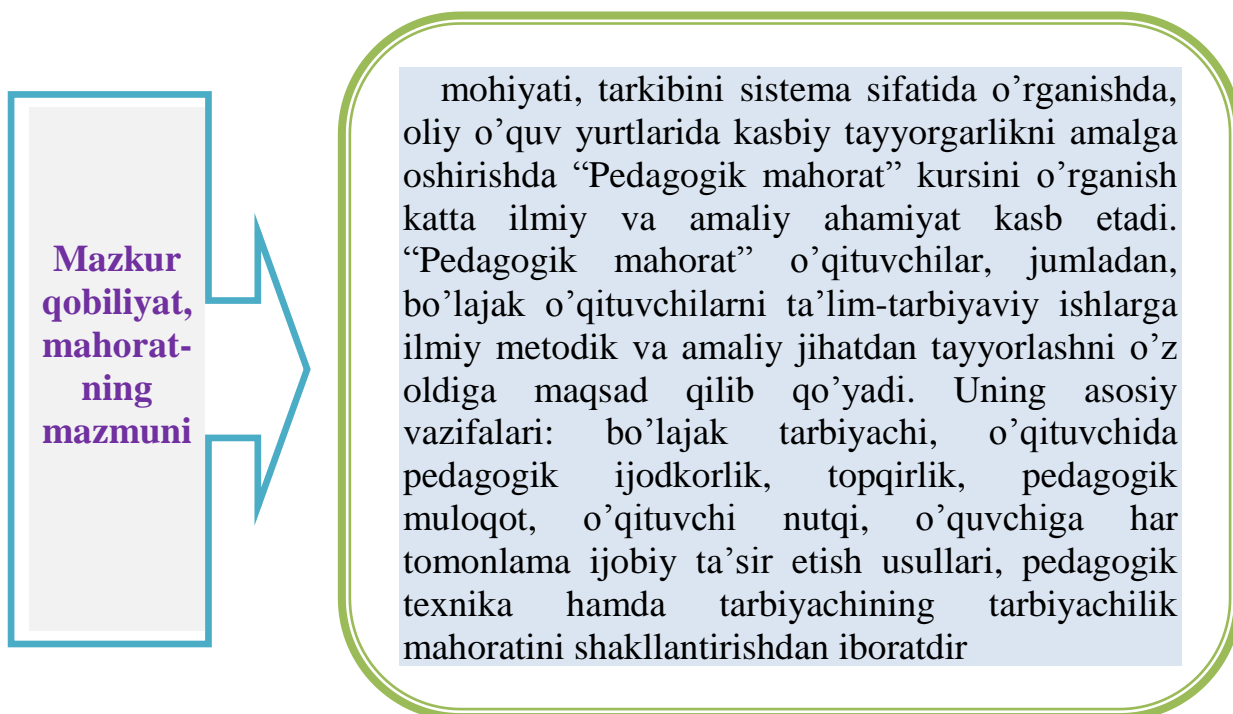 Mazkur
qobiliyat,
mahorat-
ning
mazmuni
mohiyati, tarkibini sistema sifatida o’rganishda,
oliy o’quv yurtlarida kasbiy tayyorgarlikni amalga
oshirishda “Pedagogik mahorat” kursini o’rganish
katta ilmiy va amaliy ahamiyat kasb etadi.
“Pedagogik mahorat” o’qituvchilar, jumladan,
bo’lajak o’qituvchilarni ta’lim-tarbiyaviy ishlarga
ilmiy metodik va amaliy jihatdan tayyorlashni o’z
oldiga maqsad qilib qo’yadi. Uning asosiy
vazifalari: bo’lajak tarbiyachi, o’qituvchida
pedagogik ijodkorlik, topqirlik, pedagogik
muloqot, o’qituvchi nutqi, o’quvchiga har
tomonlama ijobiy ta’sir etish usullari, pedagogik
texnika hamda tarbiyachining tarbiyachilik
mahoratini shakllantirishdan iboratdir